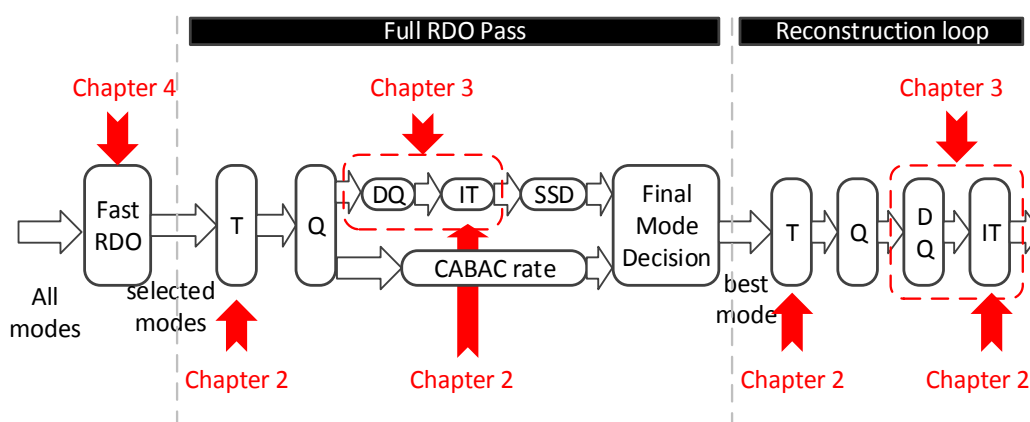 Full RDO Pass
Reconstruction loop
Chapter 4
Chapter 3
Chapter 3
Fast
RDO
T
Q
DQ
IT
SSD
CABAC rate
Final
Mode
Decision
T
Q
D
Q
IT
All
modes
selected
modes
best
mode
Chapter 2
Chapter 2
Chapter 2
Chapter 2